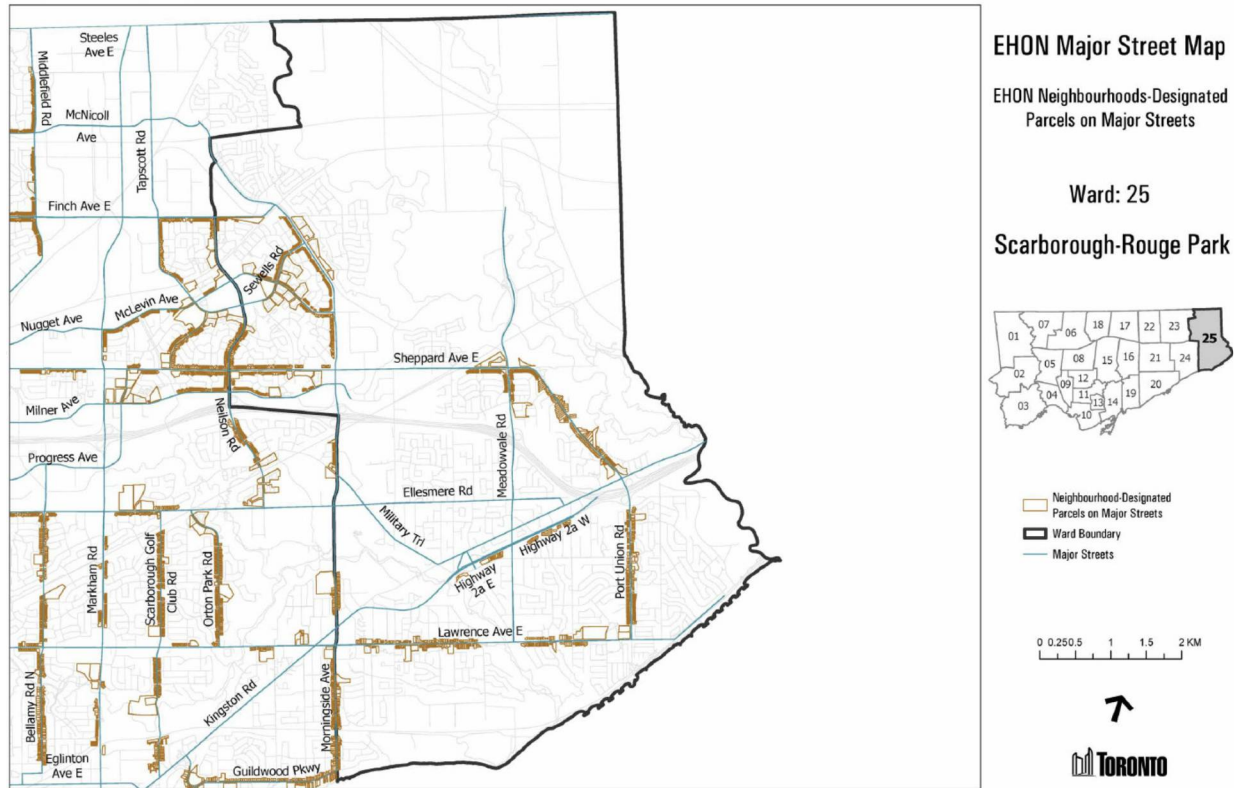 Steeles
Ave E
Middlefield Rd
McNicoll
Ave
Tapscott Rd
Finch Ave E
Sewells Rd
McLevin Ave
Nugget Ave
Sheppard Ave E
Milner Ave
Neilson Rd
Meadowvale Rd
Progress Ave
Ellesmere Rd
Military Trl
Highway 2a W
Highway
2a E
Port Union Rd
Markham Rd
Scarborough Golf
Club Rd
Orton Park Rd
Lawrence Ave E
Bellamy Rd N
Kingston Rd
Morningside Ave
Eglinton
Ave E
Guildwood Pkwy
EHON Major Street Map
EHON Neighbourhoods-Designated
Parcels on Major Streets
Ward: 25
Scarborough-Rouge Park
01 07 06 18 17 22 23 25
02 05 08 15 16 21 24
03 04 09 12 11 13 14 19 20
10
Neighbourhood-Designated
Parcels on Major Streets
Ward Boundary
Major Streets
0 0.250.5 1 1.5 2 KM
TORONTO